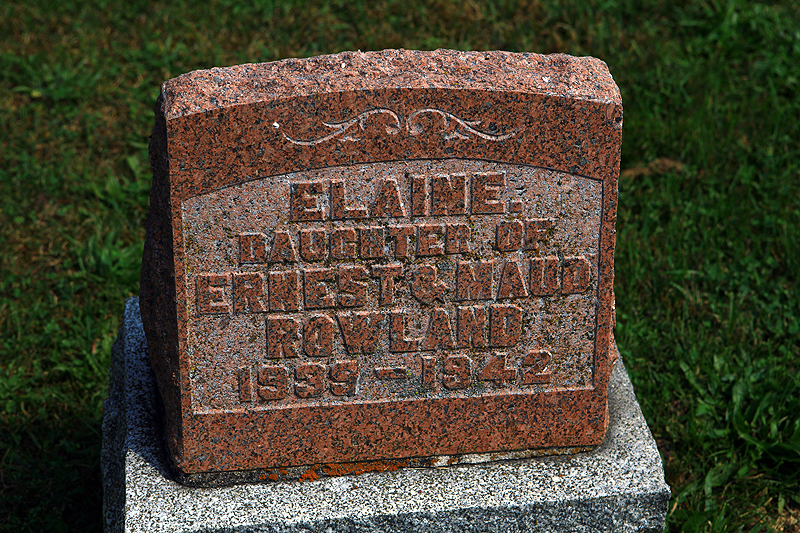 ELAINE.
DAUGHTER OF
ERNEST & MAUD
ROWLAND
1939 - 1942